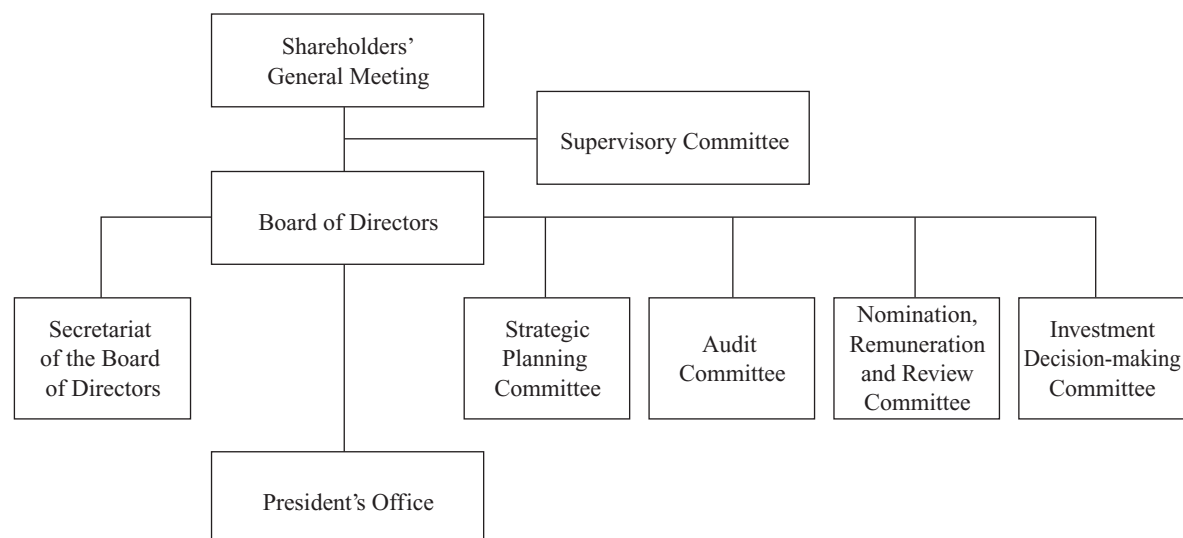 Shareholders’
General Meeting
Supervisory Committee
Board of Directors
Secretariat
of the Board
of Directors
Strategic
Planning
Committee
Audit
Committee
Nomination,
Remuneration
and Review
Committee
Investment
Decision-making
Committee
President’s Office